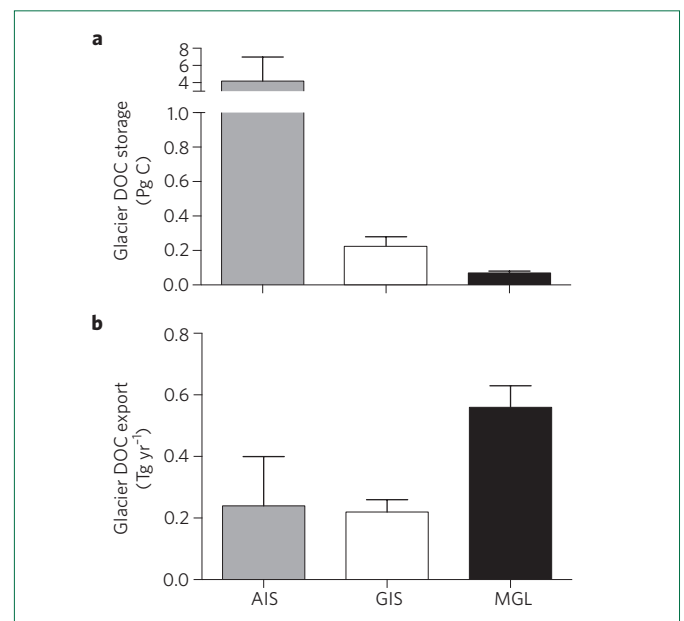 a
8
6
4
1.0
0.8
0.6
0.4
0.2
0.0
Glacier DOC storage
(Pg C)
b
0.8
0.6
0.4
0.2
0.0
Glacier DOC export
(Tg yr⁻¹)
AIS GIS MGL